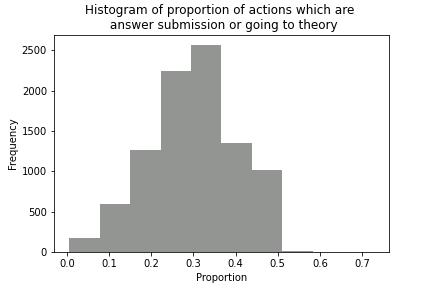 Histogram of proportion of actions which are
answer submission or going to theory
2500
2000
1500
1000
500
0
Frequency
0.0 0.1 0.2 0.3 0.4 0.5 0.6 0.7
Proportion